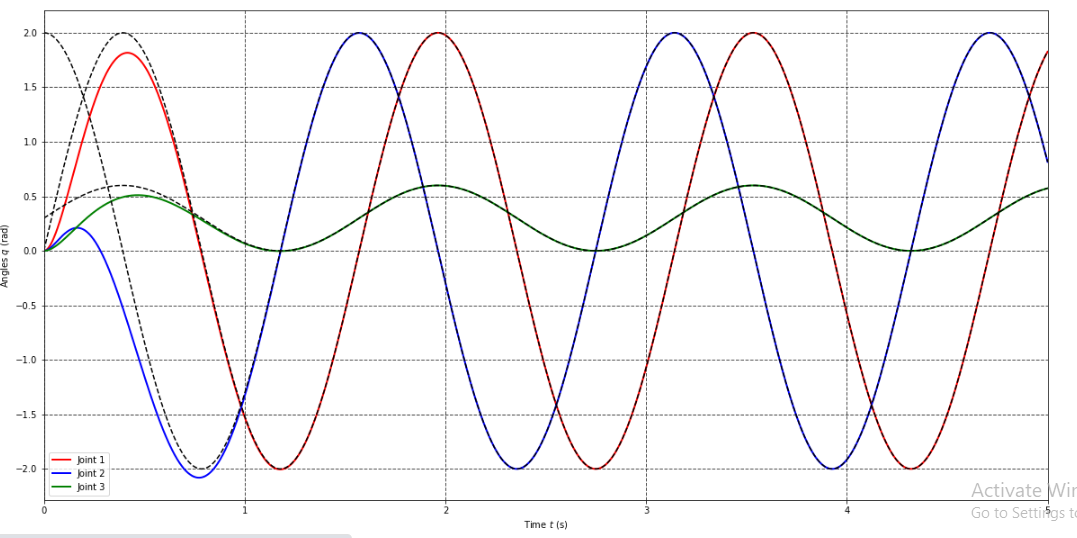 2.0
1.5
1.0
0.5
0.0
−0.5
−1.0
−1.5
−2.0
Angles q (rad)
Joint 1
Joint 2
Joint 3
0 1 2 3 4 5
Time t (s)
Activate Win
Go to Settings to